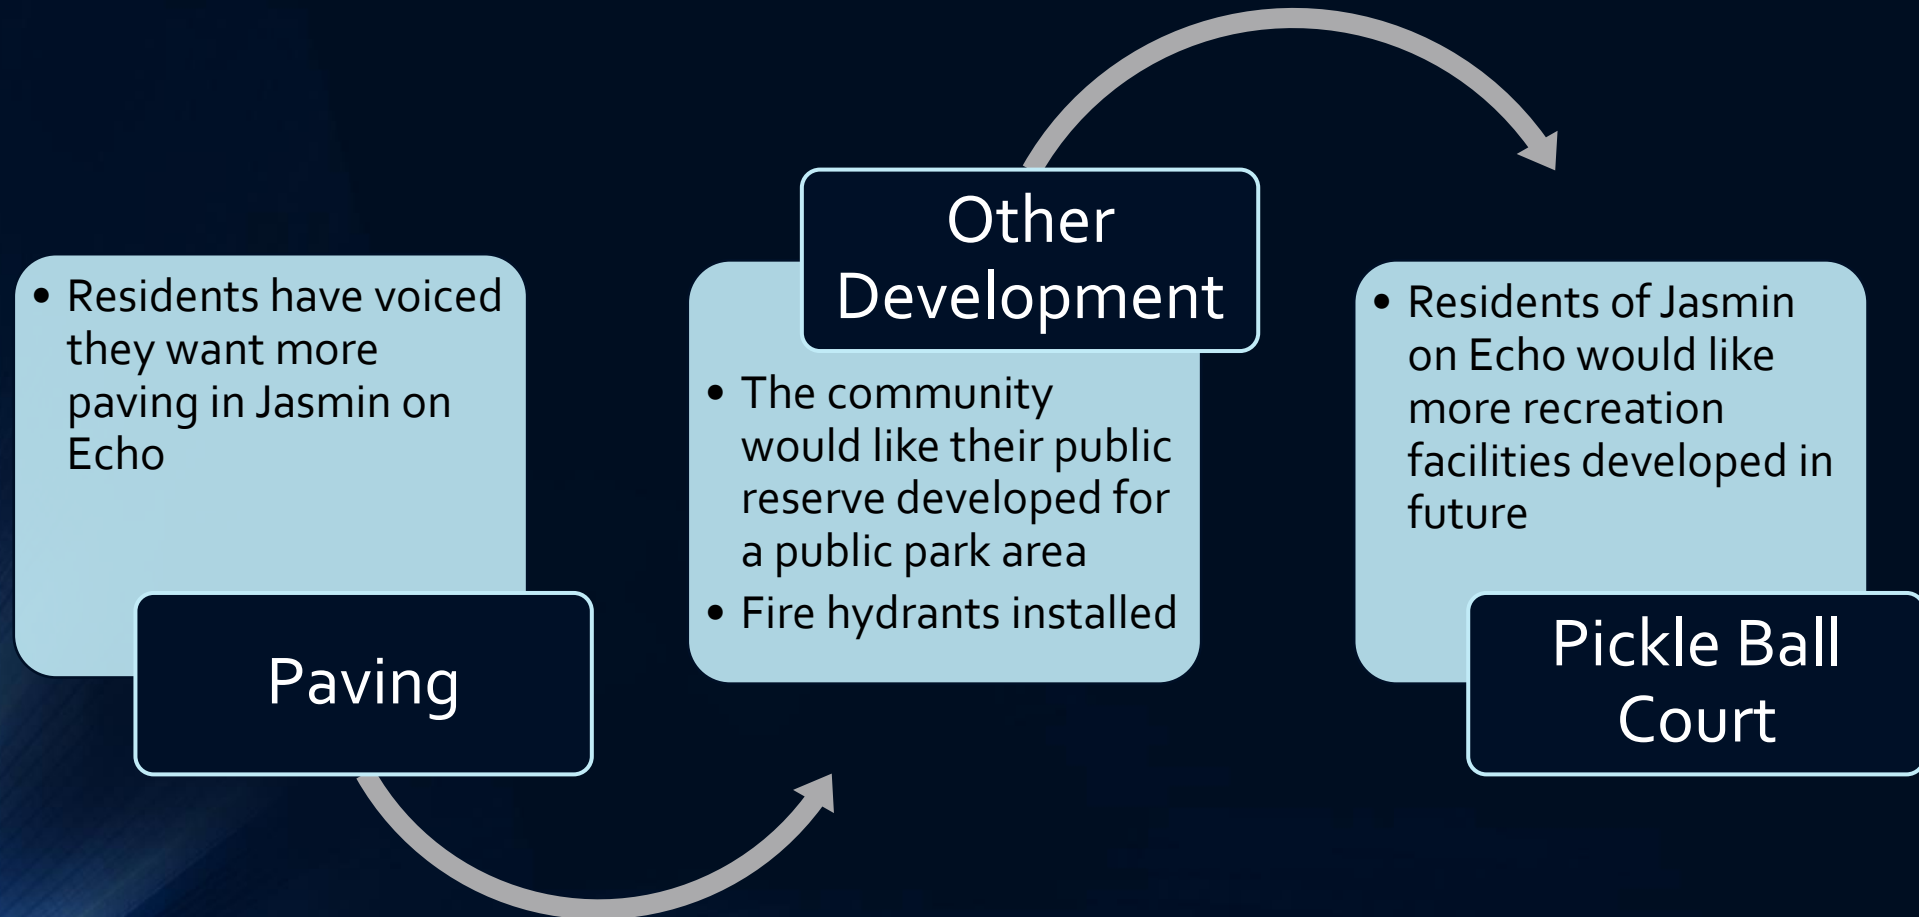 • Residents have voiced
they want more
paving in Jasmin on
Echo
Paving
Other
Development
• The community
would like their public
reserve developed for
a public park area
• Fire hydrants installed
• Residents of Jasmin
on Echo would like
more recreation
facilities developed in
future
Pickle Ball
Court